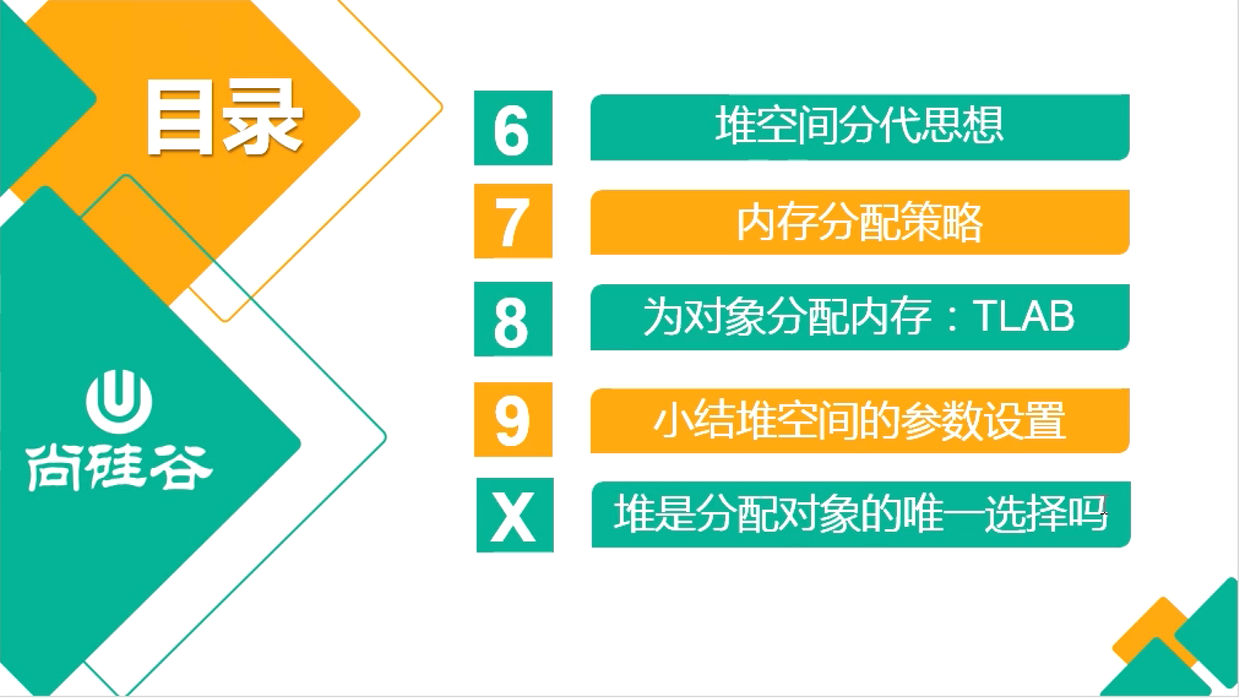 目录
6 堆空间分代思想
7 内存分配策略
8 为对象分配内存：TLAB
9 小结堆空间的参数设置
X 堆是分配对象的唯一选择吗
尚硅谷